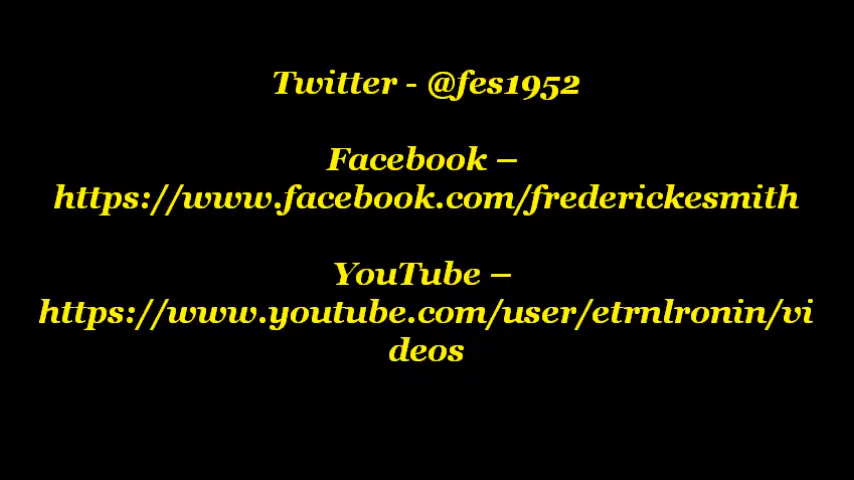 Twitter - @fes1952
Facebook –
https://www.facebook.com/frederickesmith
YouTube –
https://www.youtube.com/user/etrnlronin/vi
deos